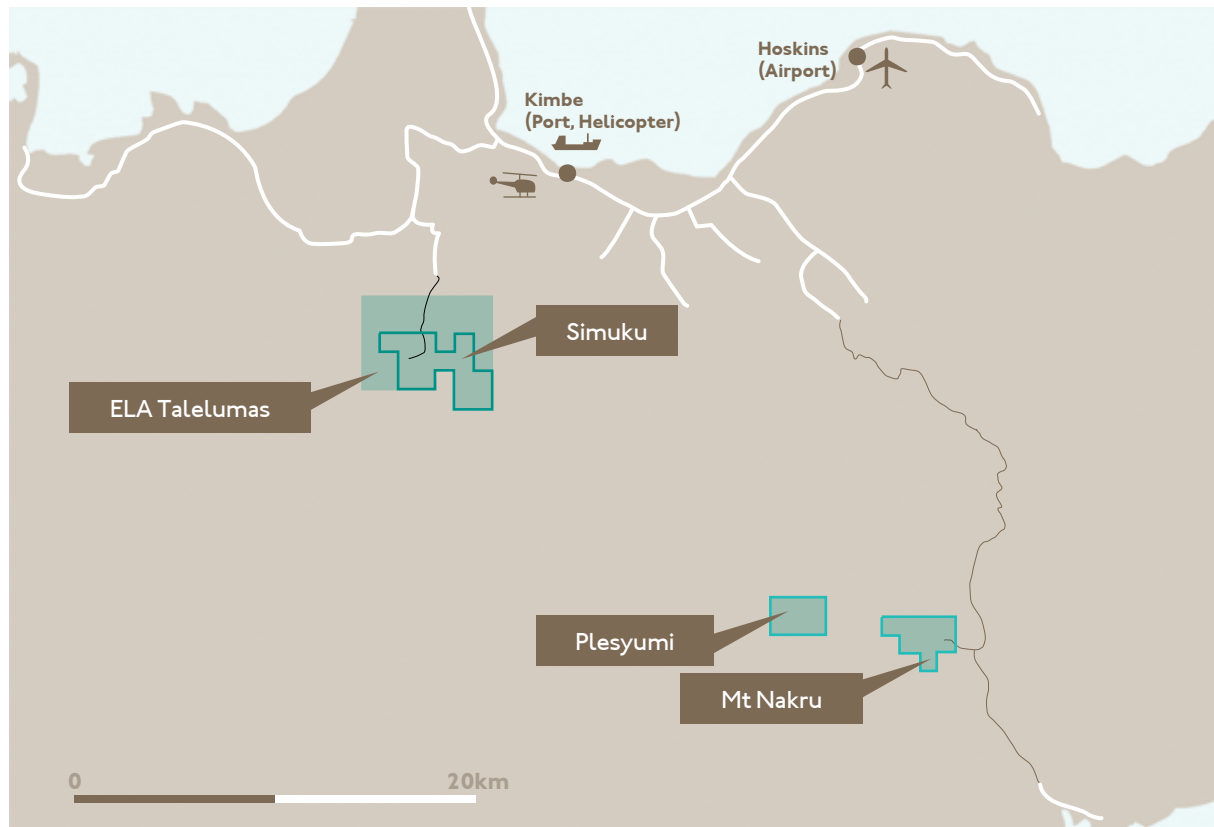 Hoskins
(Airport)
Kimbe
(Port, Helicopter)
Simuku
ELA Talelumas
Plesyumi
Mt Nakru
0 20km